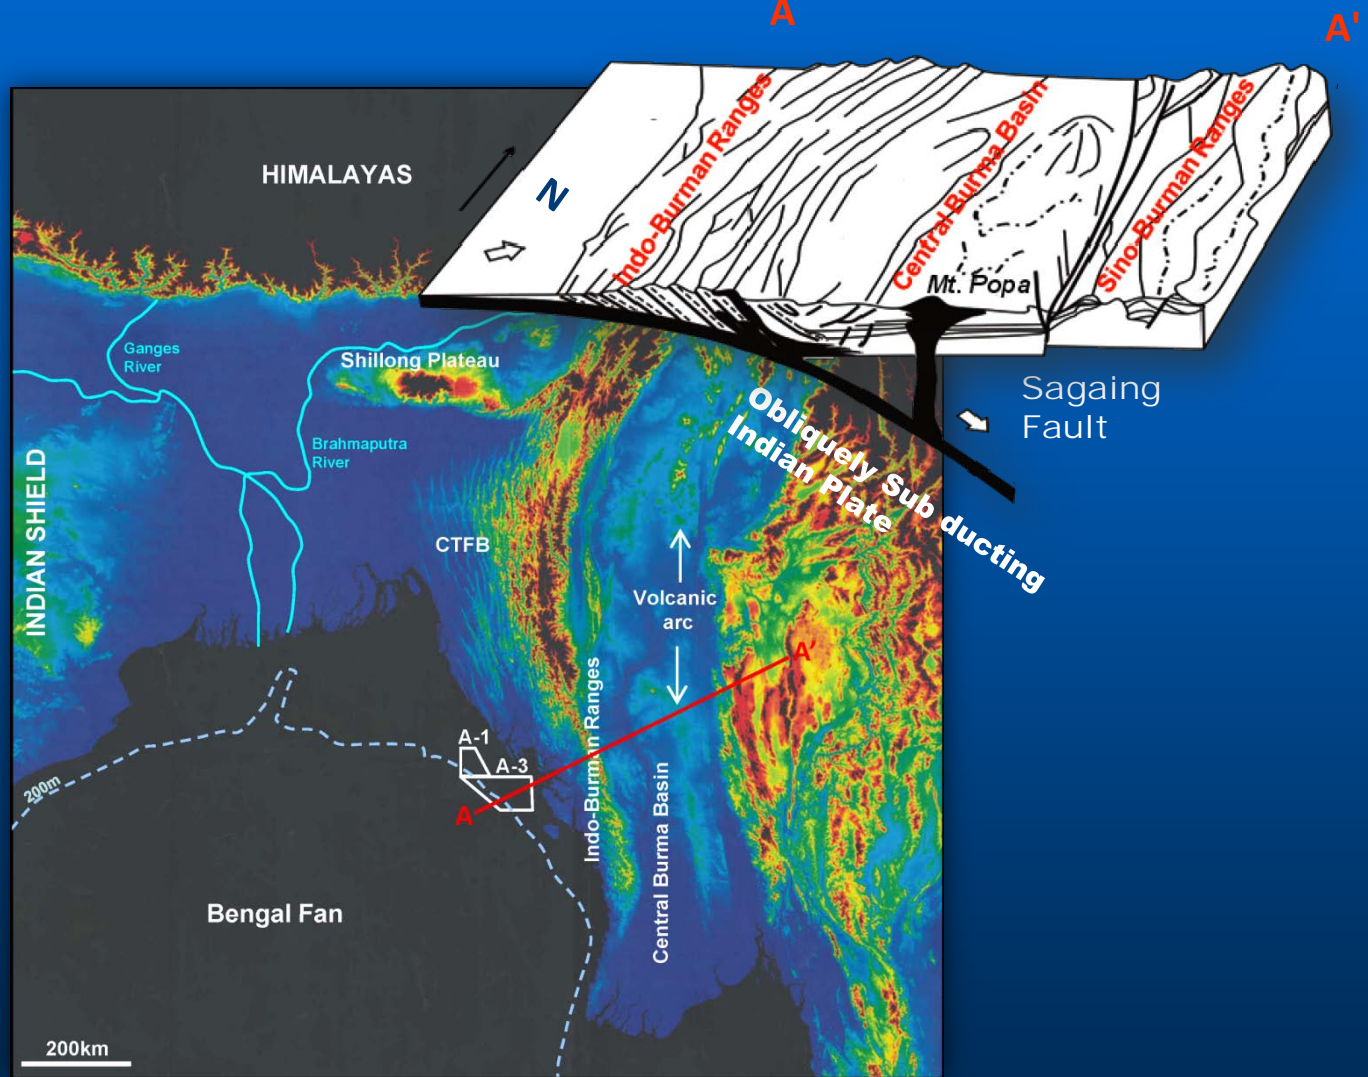 A
A'
HIMALAYAS
N
Indo-Burman Ranges
Central Burma Basin
Sino-Burman Ranges
Mt. Popa
Ganges
River
Shillong Plateau
Sagaing
Fault
Obliquely Sub ducting
Indian Plate
Brahmaputra
River
INDIAN SHIELD
CTFB
Volcanic
arc
A'
Indo-Burman Ranges
A-1
A-3
200m
A
Central Burma Basin
Bengal Fan
200km